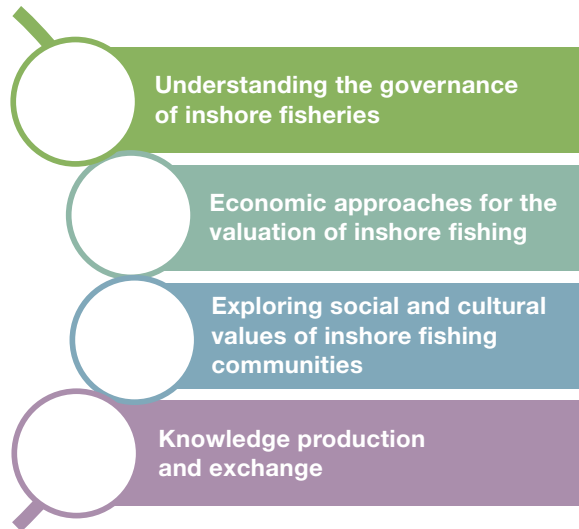 Understanding the governance
of inshore fisheries
Economic approaches for the
valuation of inshore fishing
Exploring social and cultural
values of inshore fishing
communities
Knowledge production
and exchange